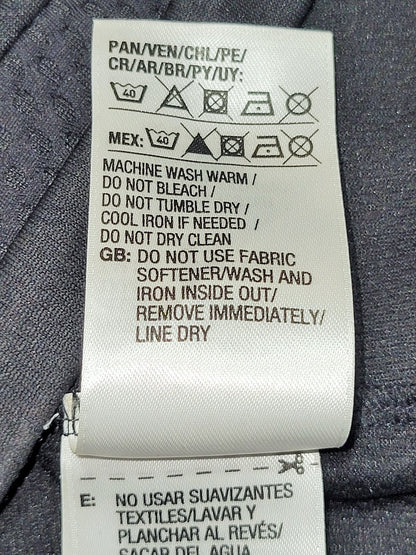 PAN/VEN/CHL/PE/
CR/AR/BR/PY/UY:
40
MEX: 40
MACHINE WASH WARM /
DO NOT BLEACH /
DO NOT TUMBLE DRY /
COOL IRON IF NEEDED /
DO NOT DRY CLEAN
GB: DO NOT USE FABRIC
SOFTENER/WASH AND
IRON INSIDE OUT/
REMOVE IMMEDIATELY/
LINE DRY
E: NO USAR SUAVIZANTES
TEXTILES/LAVAR Y
PLANCHAR AL REVÉS/
SACAR DEL AGUA